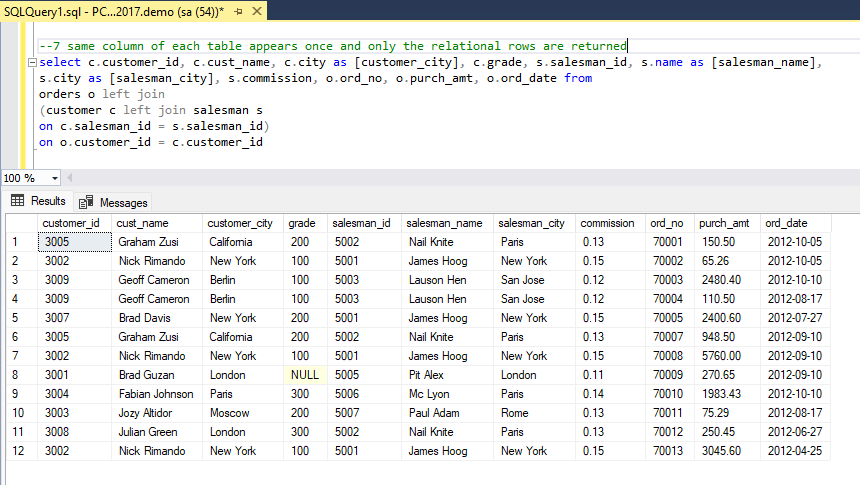 SQLQuery1.sql - PC...2017.demo (sa (54))*
--7 same column of each table appears once and only the relational rows are returned
select c.customer_id, c.cust_name, c.city as [customer_city], c.grade, s.salesman_id, s.name as [salesman_name],
s.city as [salesman_city], s.commission, o.ord_no, o.purch_amt, o.ord_date from
orders o left join
(customer c left join salesman s
on c.salesman_id = s.salesman_id)
on o.customer_id = c.customer_id
100 %
Results Messages
customer_id cust_name customer_city grade salesman_id salesman_name salesman_city commission ord_no purch_amt ord_date
1 3005 Graham Zusi California 200 5002 Nail Knite Paris 0.13 70001 150.50 2012-10-05
2 3002 Nick Rimando New York 100 5001 James Hoog New York 0.15 70002 65.26 2012-10-05
3 3009 Geoff Cameron Berlin 100 5003 Lauson Hen San Jose 0.12 70003 2480.40 2012-10-10
4 3009 Geoff Cameron Berlin 100 5003 Lauson Hen San Jose 0.12 70004 110.50 2012-08-17
5 3007 Brad Davis New York 200 5001 James Hoog New York 0.15 70005 2400.60 2012-07-27
6 3005 Graham Zusi California 200 5002 Nail Knite Paris 0.13 70007 948.50 2012-09-10
7 3002 Nick Rimando New York 100 5001 James Hoog New York 0.15 70008 5760.00 2012-09-10
8 3001 Brad Guzan London NULL 5005 Pit Alex London 0.11 70009 270.65 2012-09-10
9 3004 Fabian Johnson Paris 300 5006 Mc Lyon Paris 0.14 70010 1983.43 2012-10-10
10 3003 Jozy Altidor Moscow 200 5007 Paul Adam Rome 0.13 70011 75.29 2012-08-17
11 3008 Julian Green London 300 5002 Nail Knite Paris 0.13 70012 250.45 2012-06-27
12 3002 Nick Rimando New York 100 5001 James Hoog New York 0.15 70013 3045.60 2012-04-25